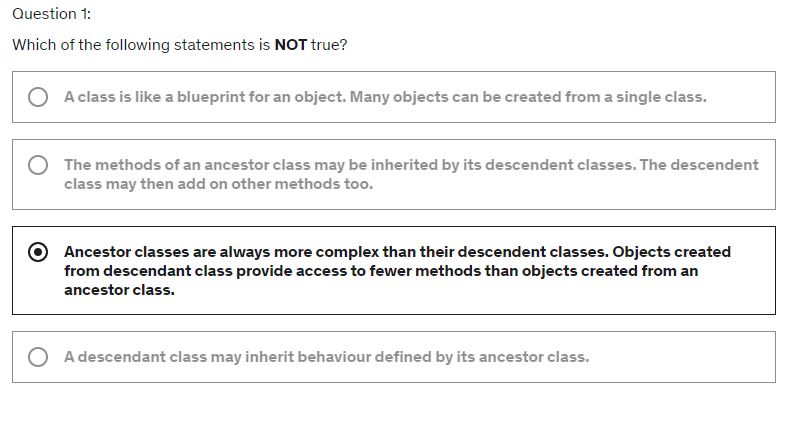 Question 1:
Which of the following statements is NOT true?
A class is like a blueprint for an object. Many objects can be created from a single class.
The methods of an ancestor class may be inherited by its descendent classes. The descendent
class may then add on other methods too.
Ancestor classes are always more complex than their descendent classes. Objects created
from descendant class provide access to fewer methods than objects created from an
ancestor class.
A descendant class may inherit behaviour defined by its ancestor class.